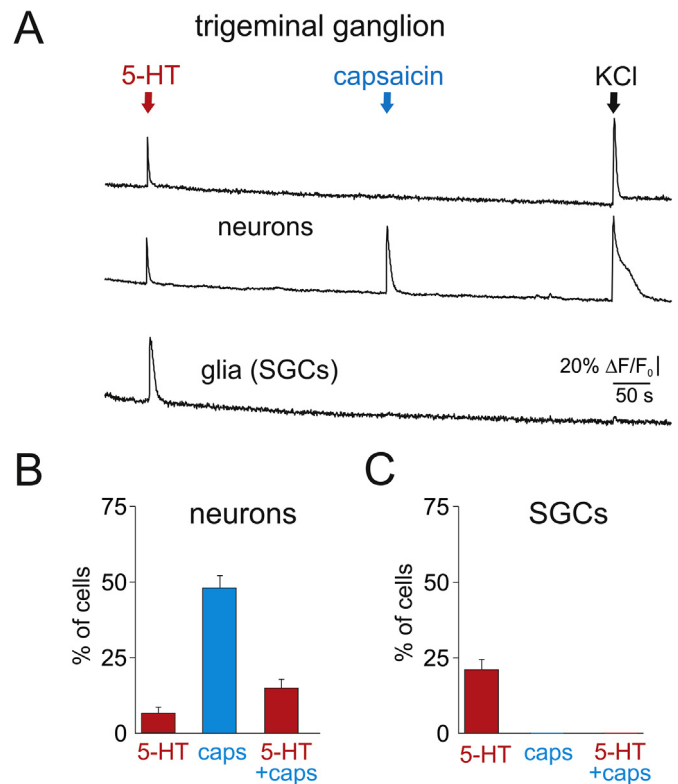 A
trigeminal ganglion
5-HT capsaicin KCl
neurons
glia (SGCs)
20% ΔF/F₀
50 s
B
neurons
% of cells
75
50
25
0
5-HT caps 5-HT
+caps
C
SGCs
% of cells
75
50
25
0
5-HT caps 5-HT
+caps